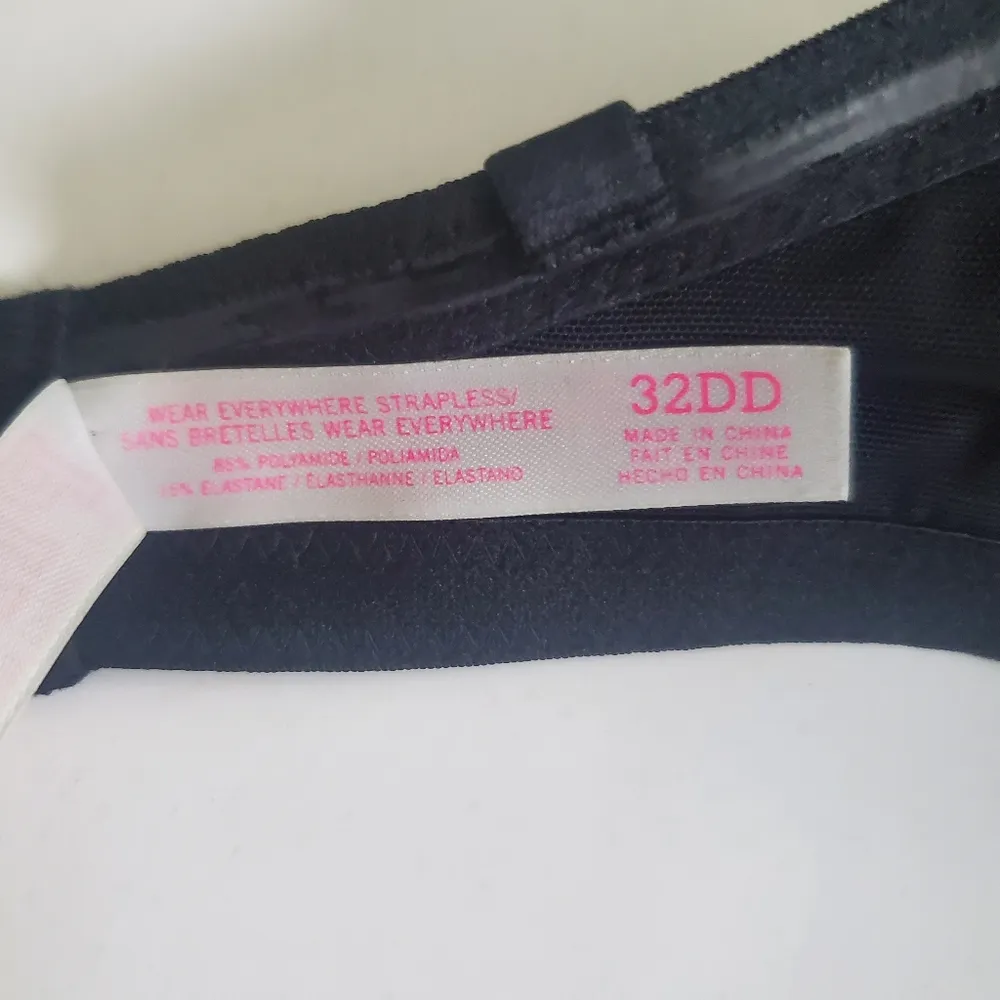 WEAR EVERYWHERE STRAPLESS/
SANS BRETELLES WEAR EVERYWHERE
85% POLYAMIDE / POLIAMIDA
15% ELASTANE / ÉLASTHANNE / ELASTANO
32DD
MADE IN CHINA
FAIT EN CHINE
HECHO EN CHINA